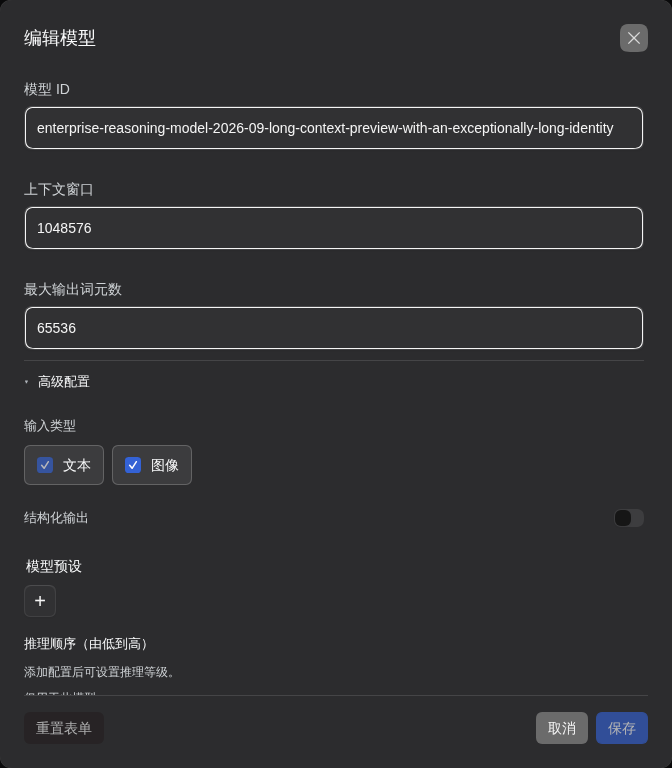 编辑模型
模型 ID
enterprise-reasoning-model-2026-09-long-context-preview-with-an-exceptionally-long-identity
上下文窗口
1048576
最大输出词元数
65536
高级配置
输入类型
文本 图像
结构化输出
模型预设
+
推理顺序（由低到高）
添加配置后可设置推理等级。
重置表单 取消 保存